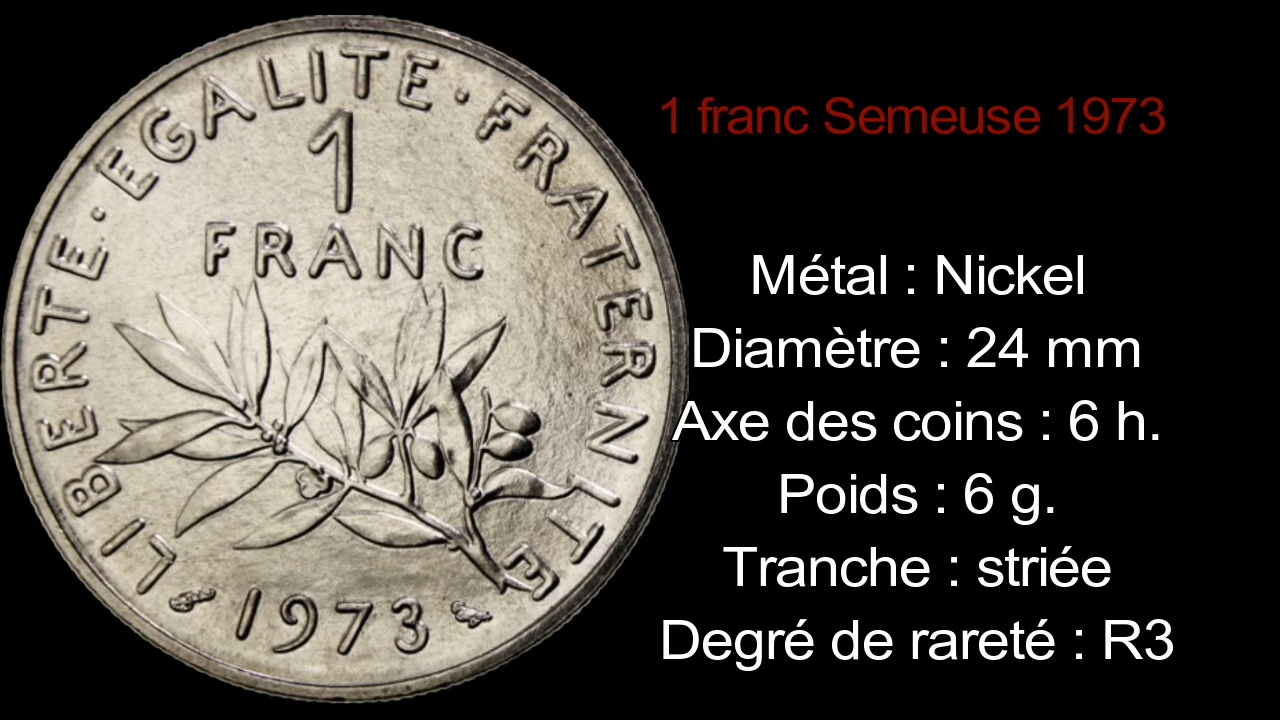 LIBERTE · EGALITE · FRATERNITE
1
FRANC
1973
1 franc Semeuse 1973
Métal : Nickel
Diamètre : 24 mm
Axe des coins : 6 h.
Poids : 6 g.
Tranche : striée
Degré de rareté : R3